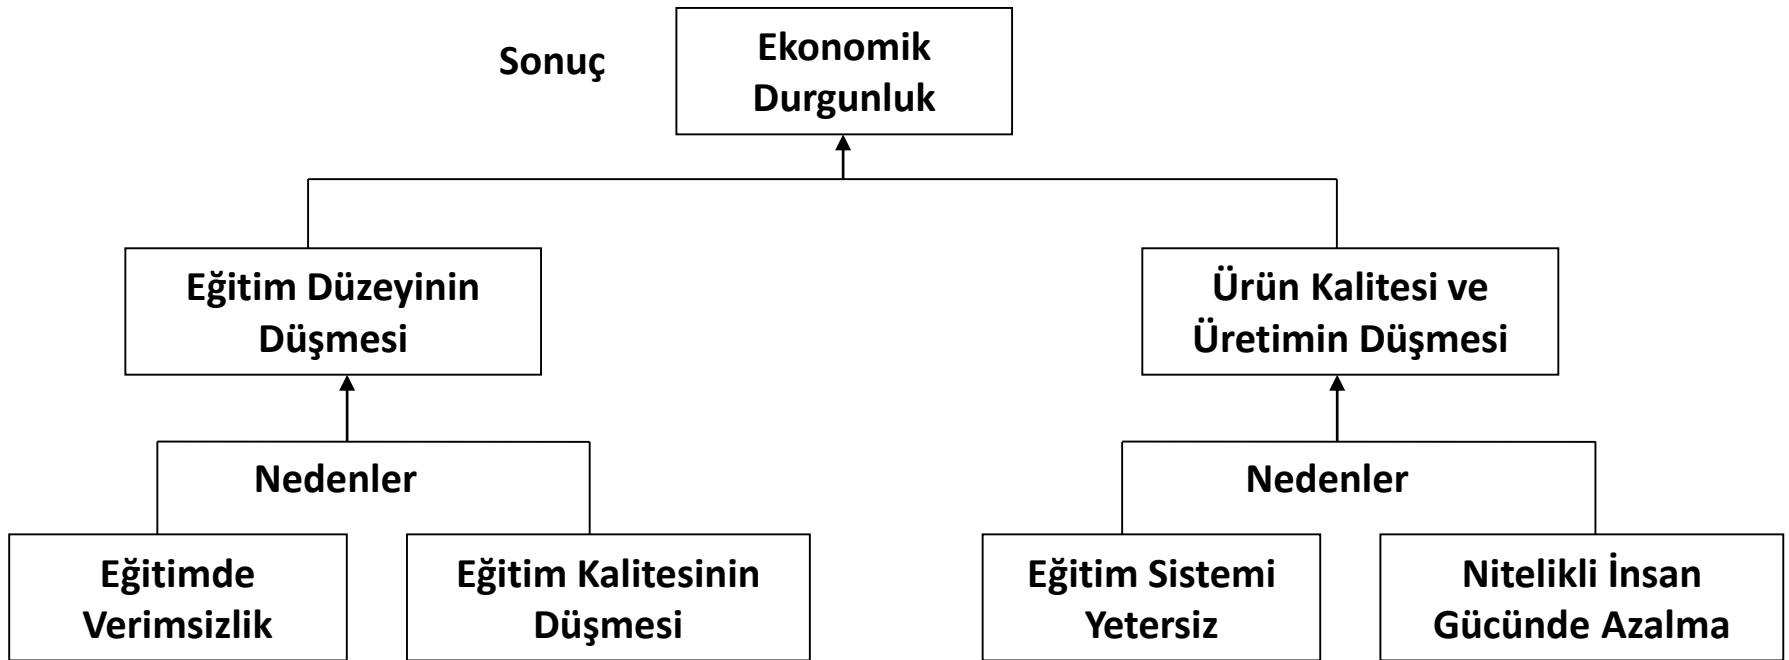 Sonuç
Ekonomik
Durgunluk
Eğitim Düzeyinin
Düşmesi
Ürün Kalitesi ve
Üretimin Düşmesi
Nedenler
Nedenler
Eğitimde
Verimsizlik
Eğitim Kalitesinin
Düşmesi
Eğitim Sistemi
Yetersiz
Nitelikli İnsan
Gücünde Azalma